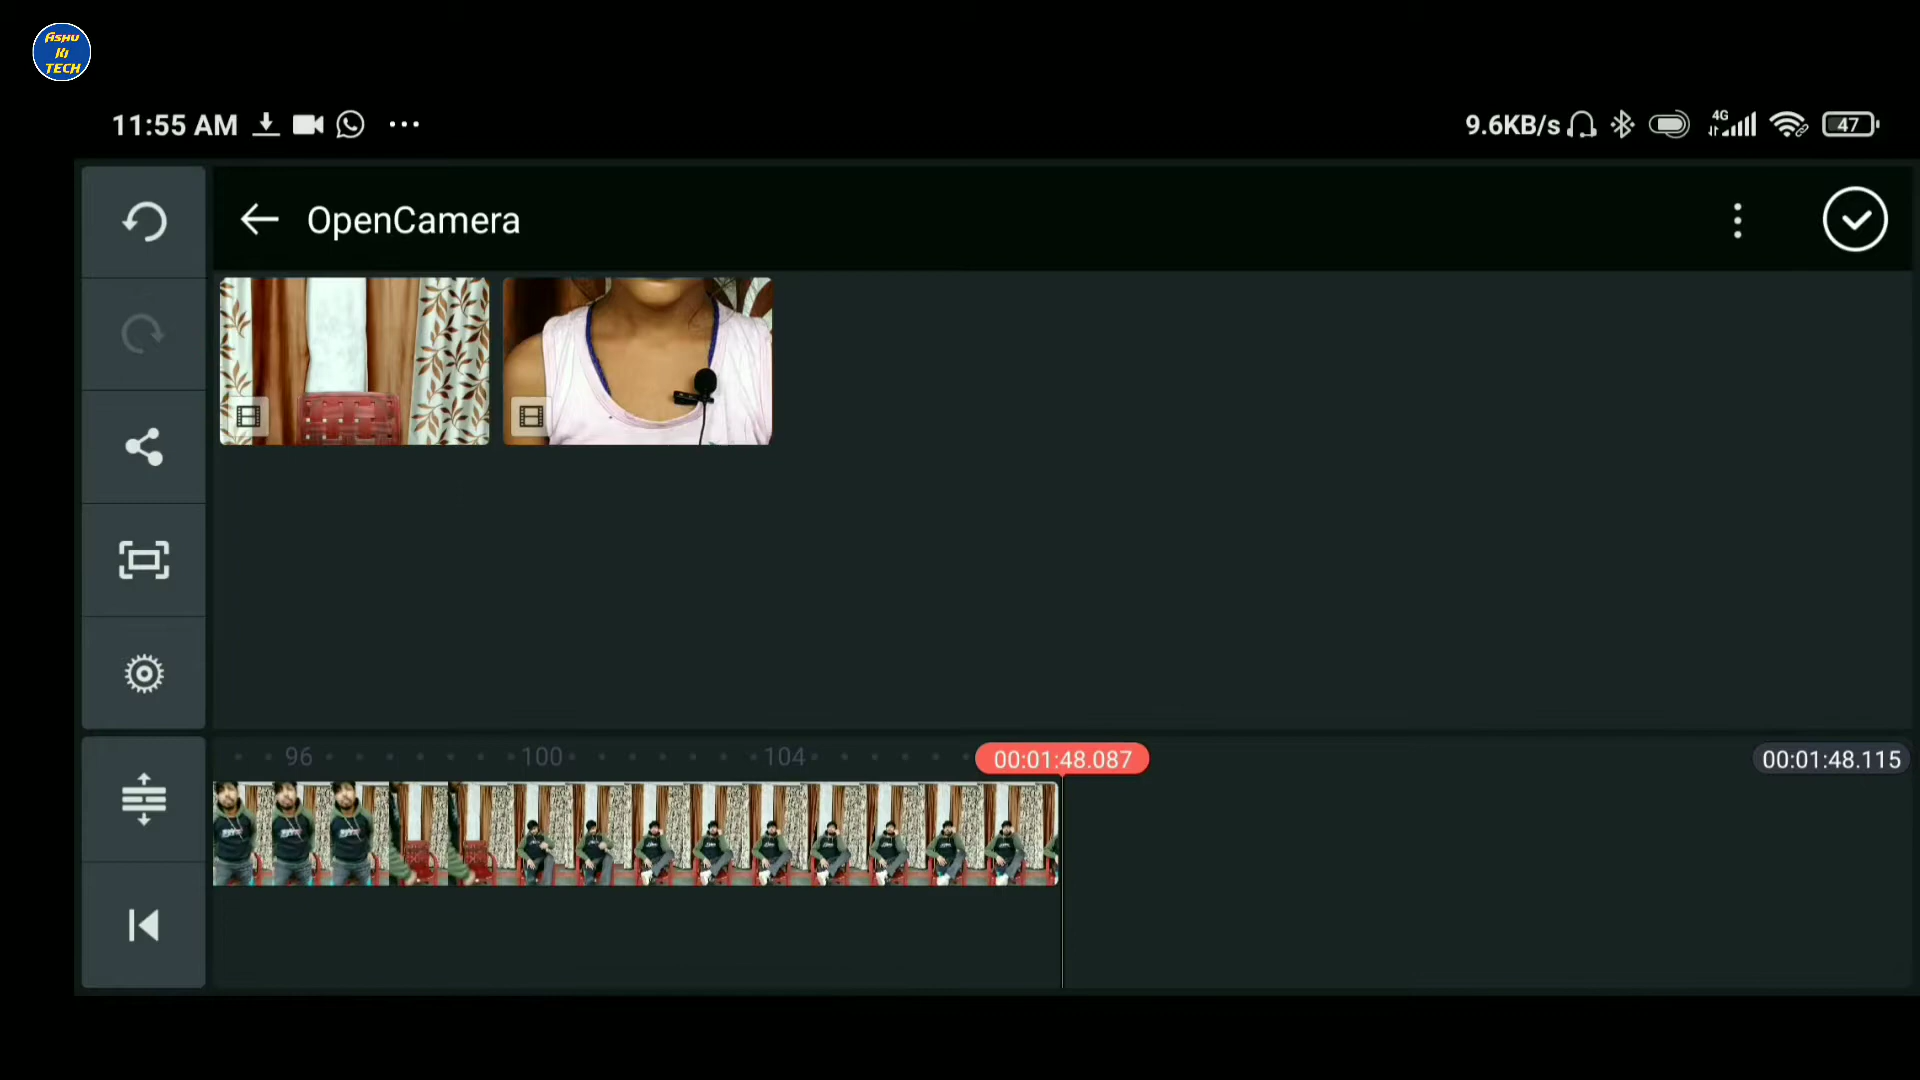 ASHU
Ki
TECH
11:55 AM
9.6KB/s
4G
47
OpenCamera
96
100
104
00:01:48.087
00:01:48.115